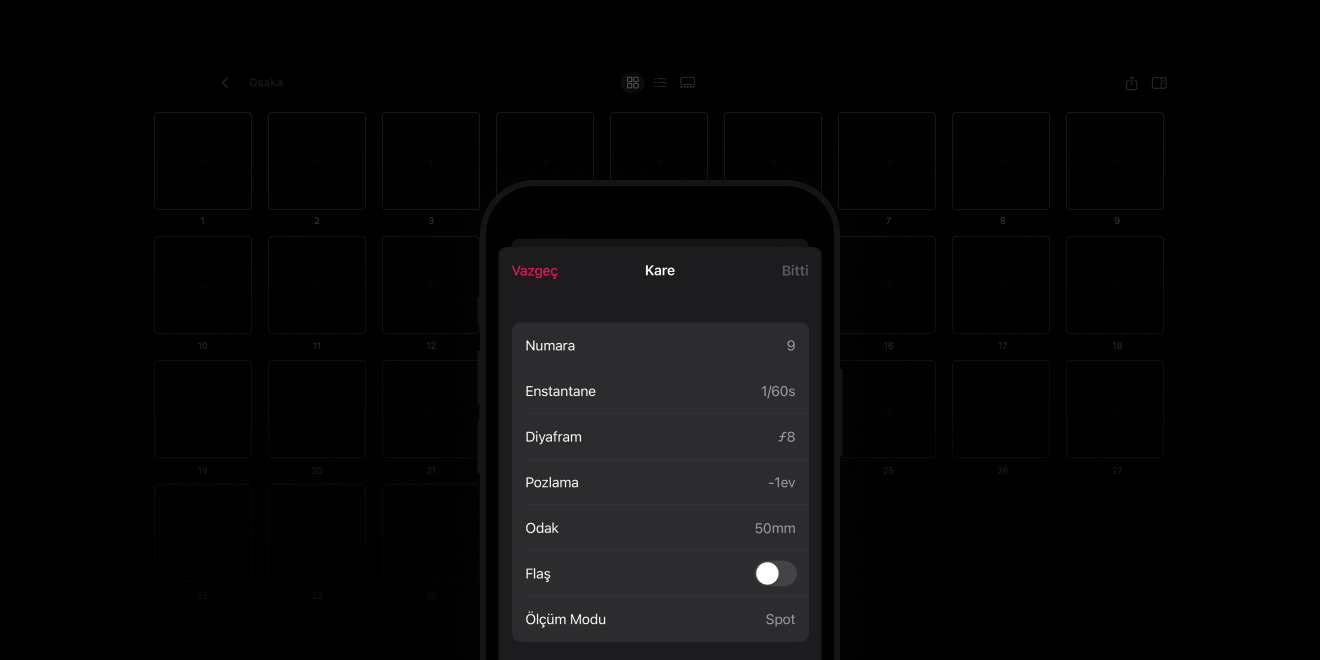 Osaka
1 2 3 7 8 9
Vazgeç Kare Bitti
Numara 9
10 11 12 16 17 18
Enstantane 1/60s
Diyafram ƒ8
19 20 21 25 26 27
Pozlama -1ev
Odak 50mm
Flaş
28 29 30
Ölçüm Modu Spot